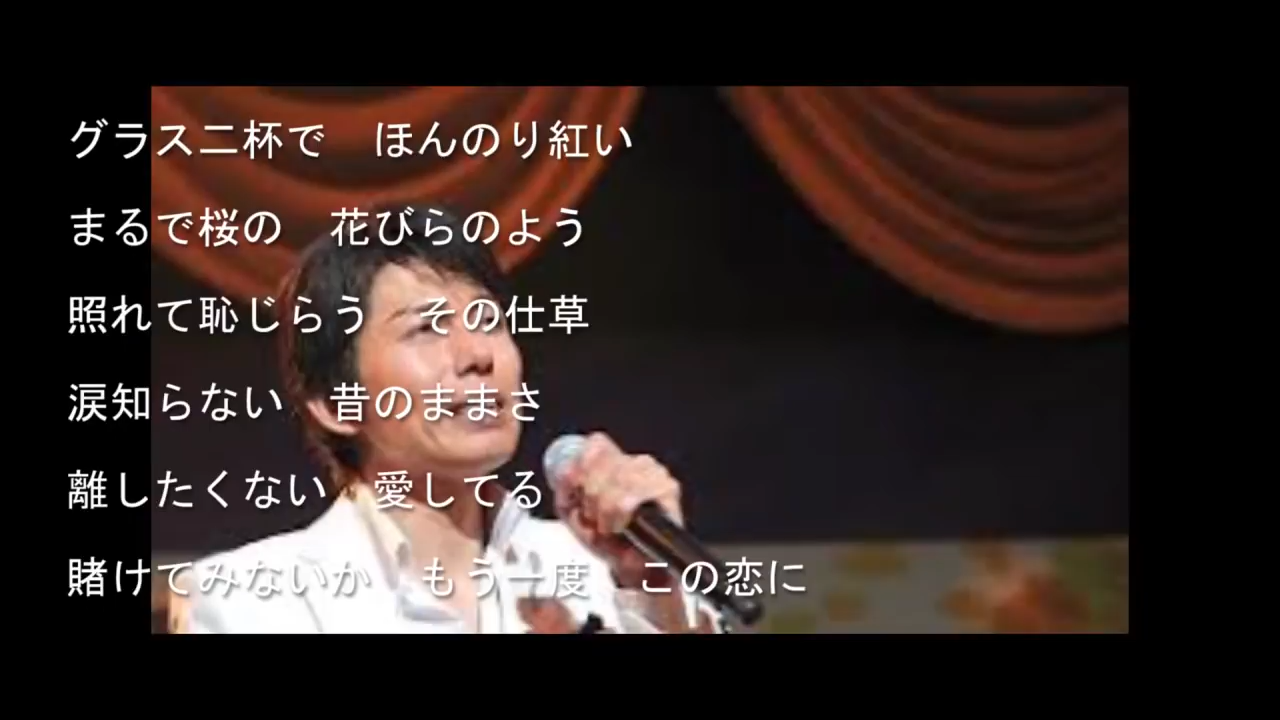 グラス二杯で　ほんのり紅い
まるで桜の　花びらのよう
照れて恥じらう　その仕草
涙知らない　昔のままさ
離したくない　愛してる
賭けてみないか　もう一度　この恋に